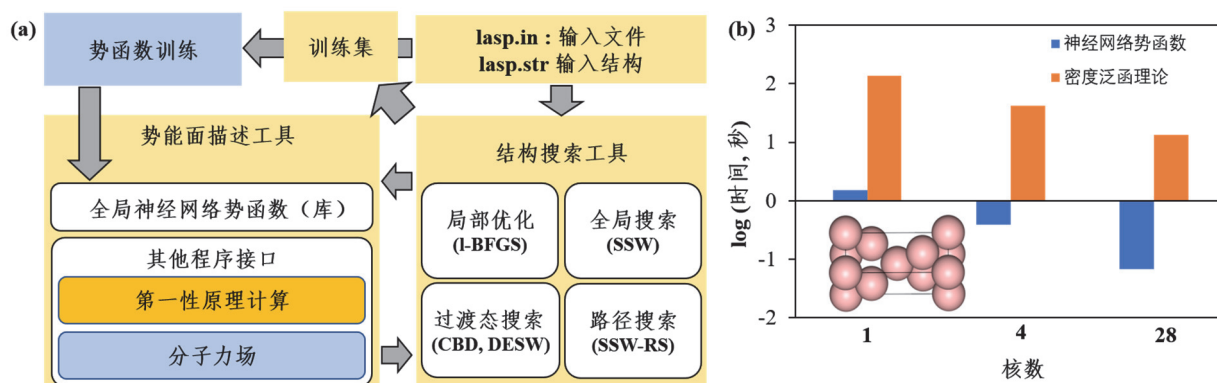 (a)
势函数训练
训练集
lasp.in : 输入文件
lasp.str 输入结构
势能面描述工具
全局神经网络势函数（库）
其他程序接口
第一性原理计算
分子力场
结构搜索工具
局部优化
(l-BFGS)
全局搜索
(SSW)
过渡态搜索
(CBD, DESW)
路径搜索
(SSW-RS)
(b)
神经网络势函数
密度泛函理论
log (时间, 秒)
3
2
1
0
-1
-2
1
4
28
核数